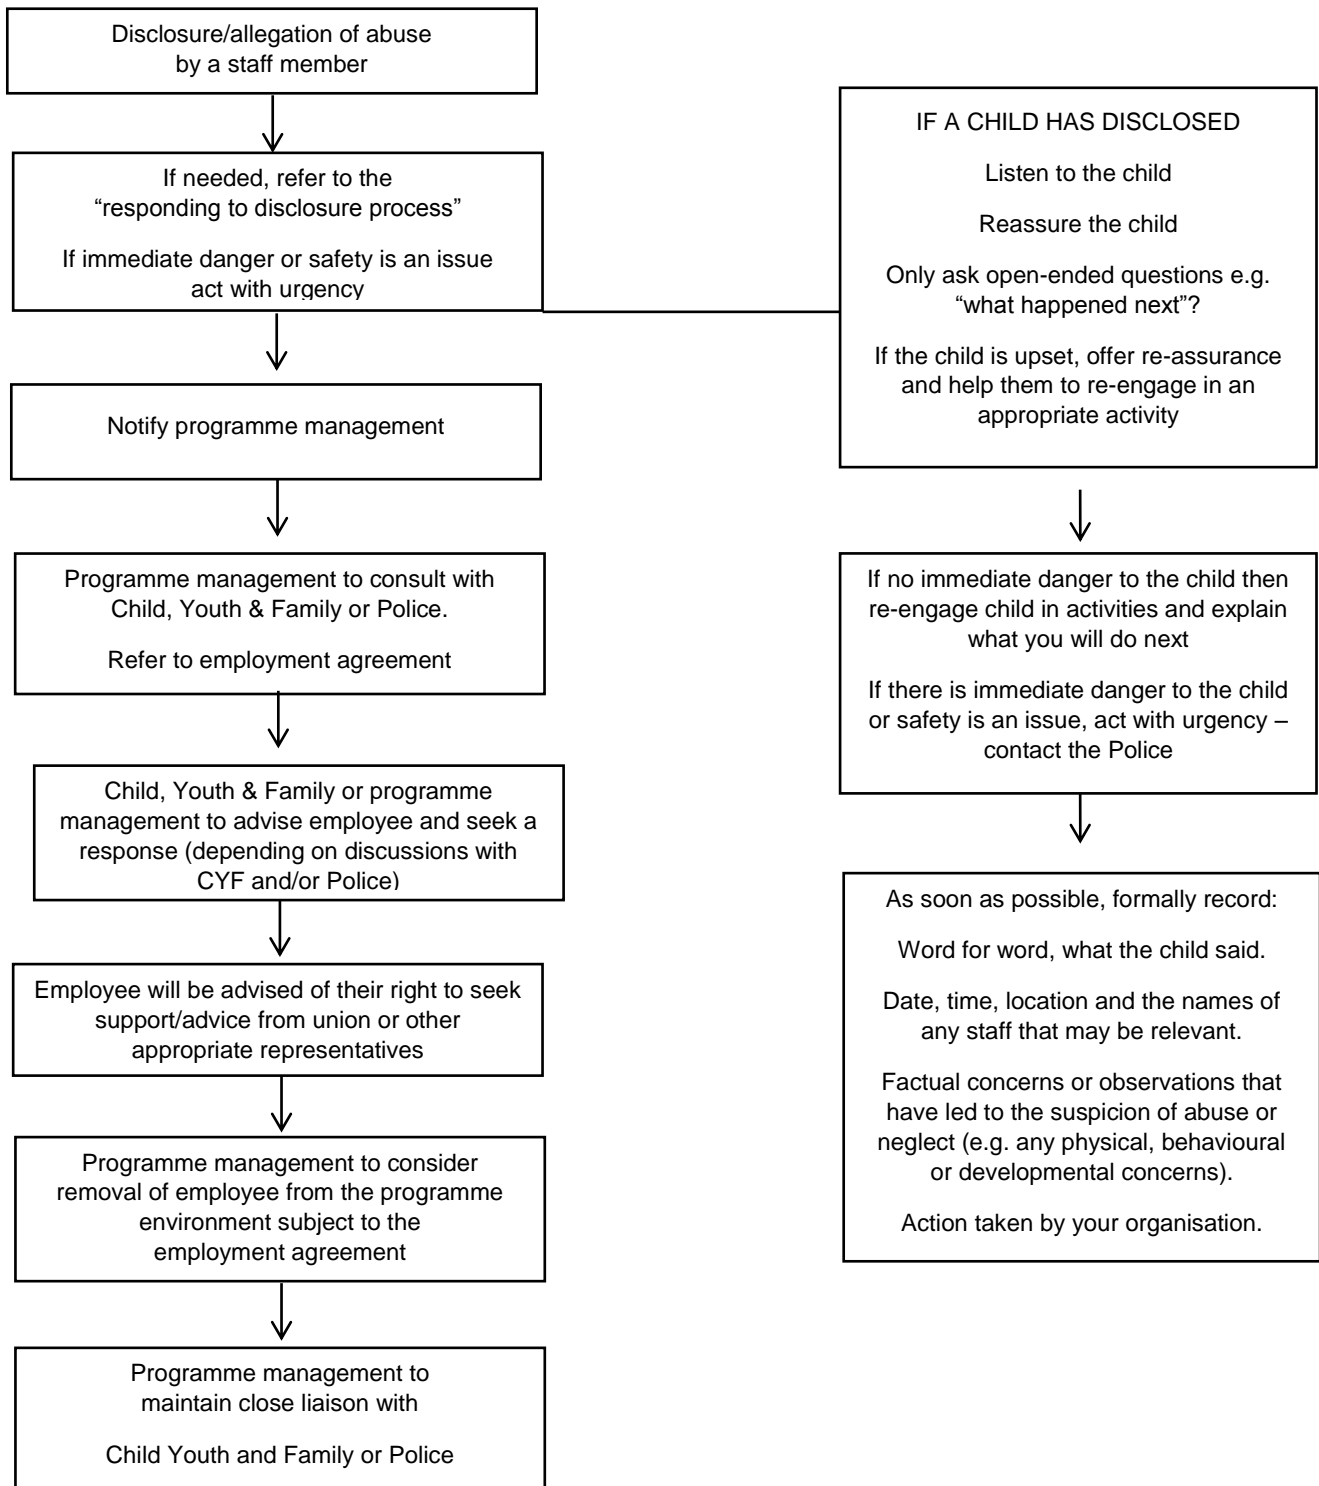 Disclosure/allegation of abuse
by a staff member
If needed, refer to the
“responding to disclosure process”
If immediate danger or safety is an issue
act with urgency
Notify programme management
Programme management to consult with
Child, Youth & Family or Police.
Refer to employment agreement
Child, Youth & Family or programme
management to advise employee and seek a
response (depending on discussions with
CYF and/or Police)
Employee will be advised of their right to seek
support/advice from union or other
appropriate representatives
Programme management to consider
removal of employee from the programme
environment subject to the
employment agreement
Programme management to
maintain close liaison with
Child Youth and Family or Police
IF A CHILD HAS DISCLOSED
Listen to the child
Reassure the child
Only ask open-ended questions e.g.
“what happened next”?
If the child is upset, offer re-assurance
and help them to re-engage in an
appropriate activity
If no immediate danger to the child then
re-engage child in activities and explain
what you will do next
If there is immediate danger to the child
or safety is an issue, act with urgency –
contact the Police
As soon as possible, formally record:
Word for word, what the child said.
Date, time, location and the names of
any staff that may be relevant.
Factual concerns or observations that
have led to the suspicion of abuse or
neglect (e.g. any physical, behavioural
or developmental concerns).
Action taken by your organisation.